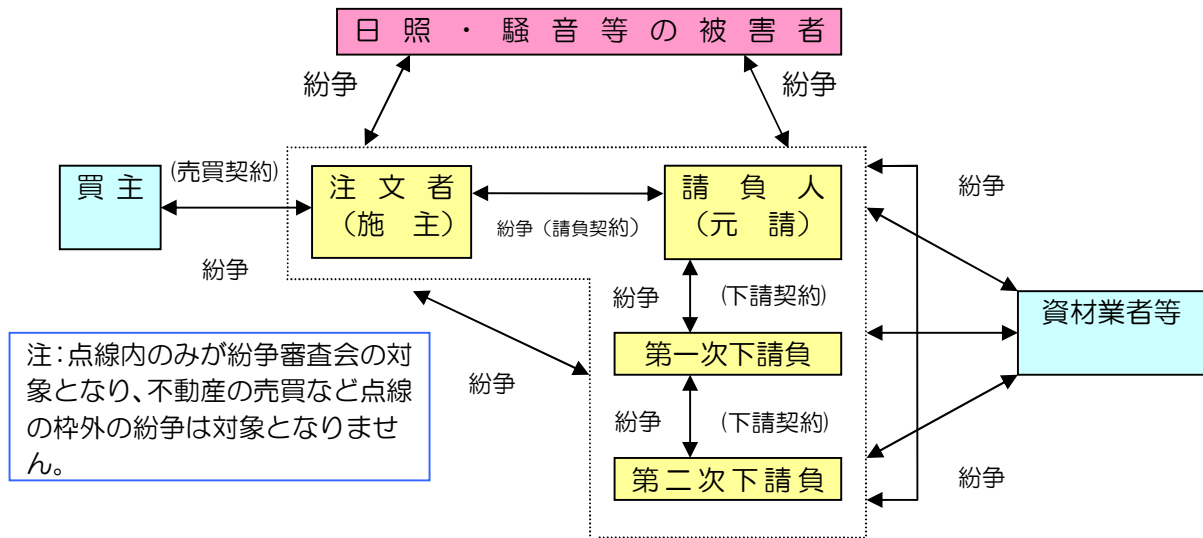 日照・騒音等の被害者
紛争
紛争
買主
(売買契約)
注文者
(施主)
請負人
(元請)
紛争
紛争(請負契約)
紛争
紛争
(下請契約)
資材業者等
第一次下請負
注:点線内のみが紛争審査会の対
象となり、不動産の売買など点線
の枠外の紛争は対象となりませ
ん。
紛争
紛争
(下請契約)
第二次下請負
紛争